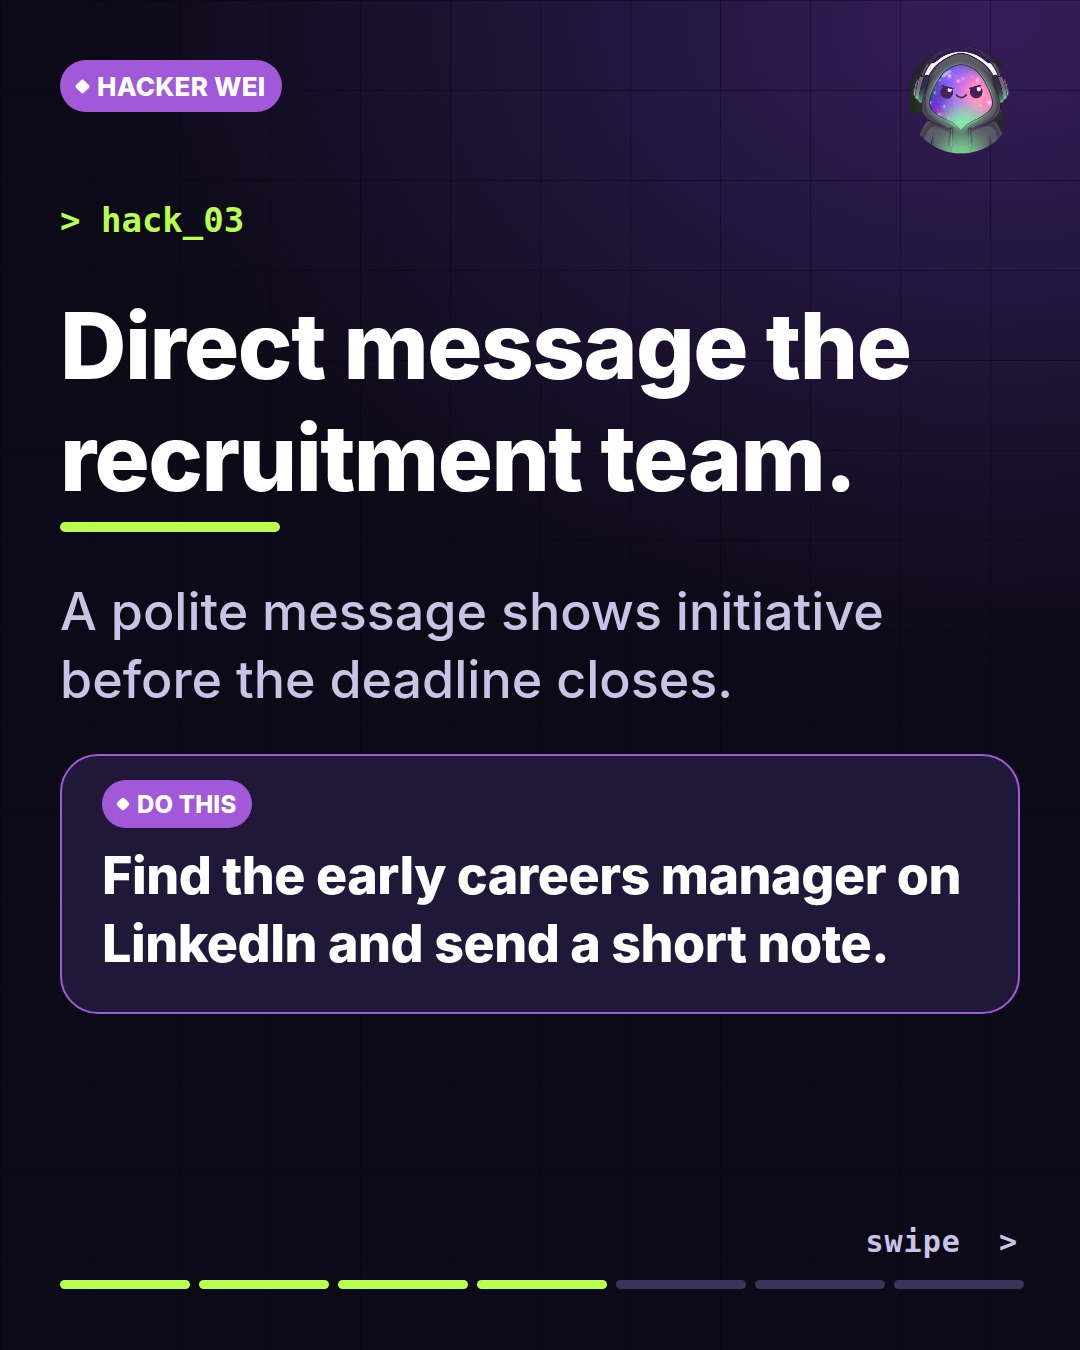 HACKER WEI
> hack_03
Direct message the
recruitment team.
A polite message shows initiative
before the deadline closes.
DO THIS
Find the early careers manager on
LinkedIn and send a short note.
swipe >